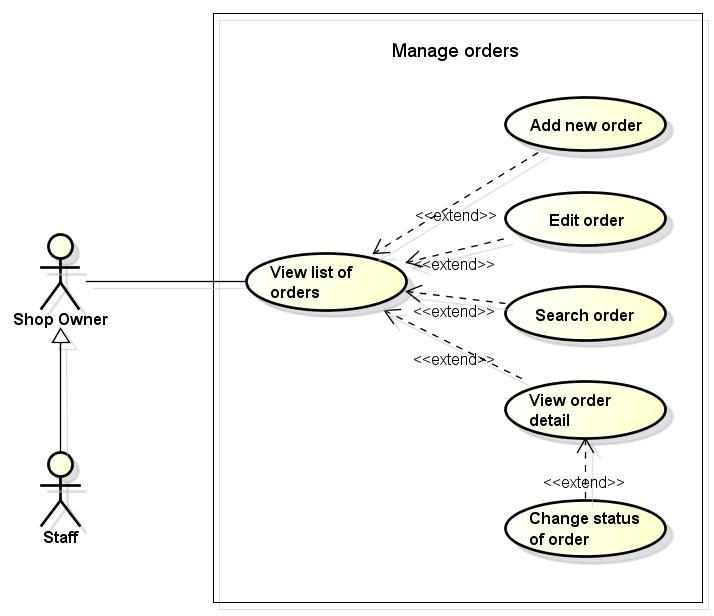 Manage orders
Add new order
<<extend>>
Edit order
<<extend>>
View list of
orders
Search order
<<extend>>
Shop Owner
<<extend>>
View order
detail
<<extend>>
Change status
of order
Staff